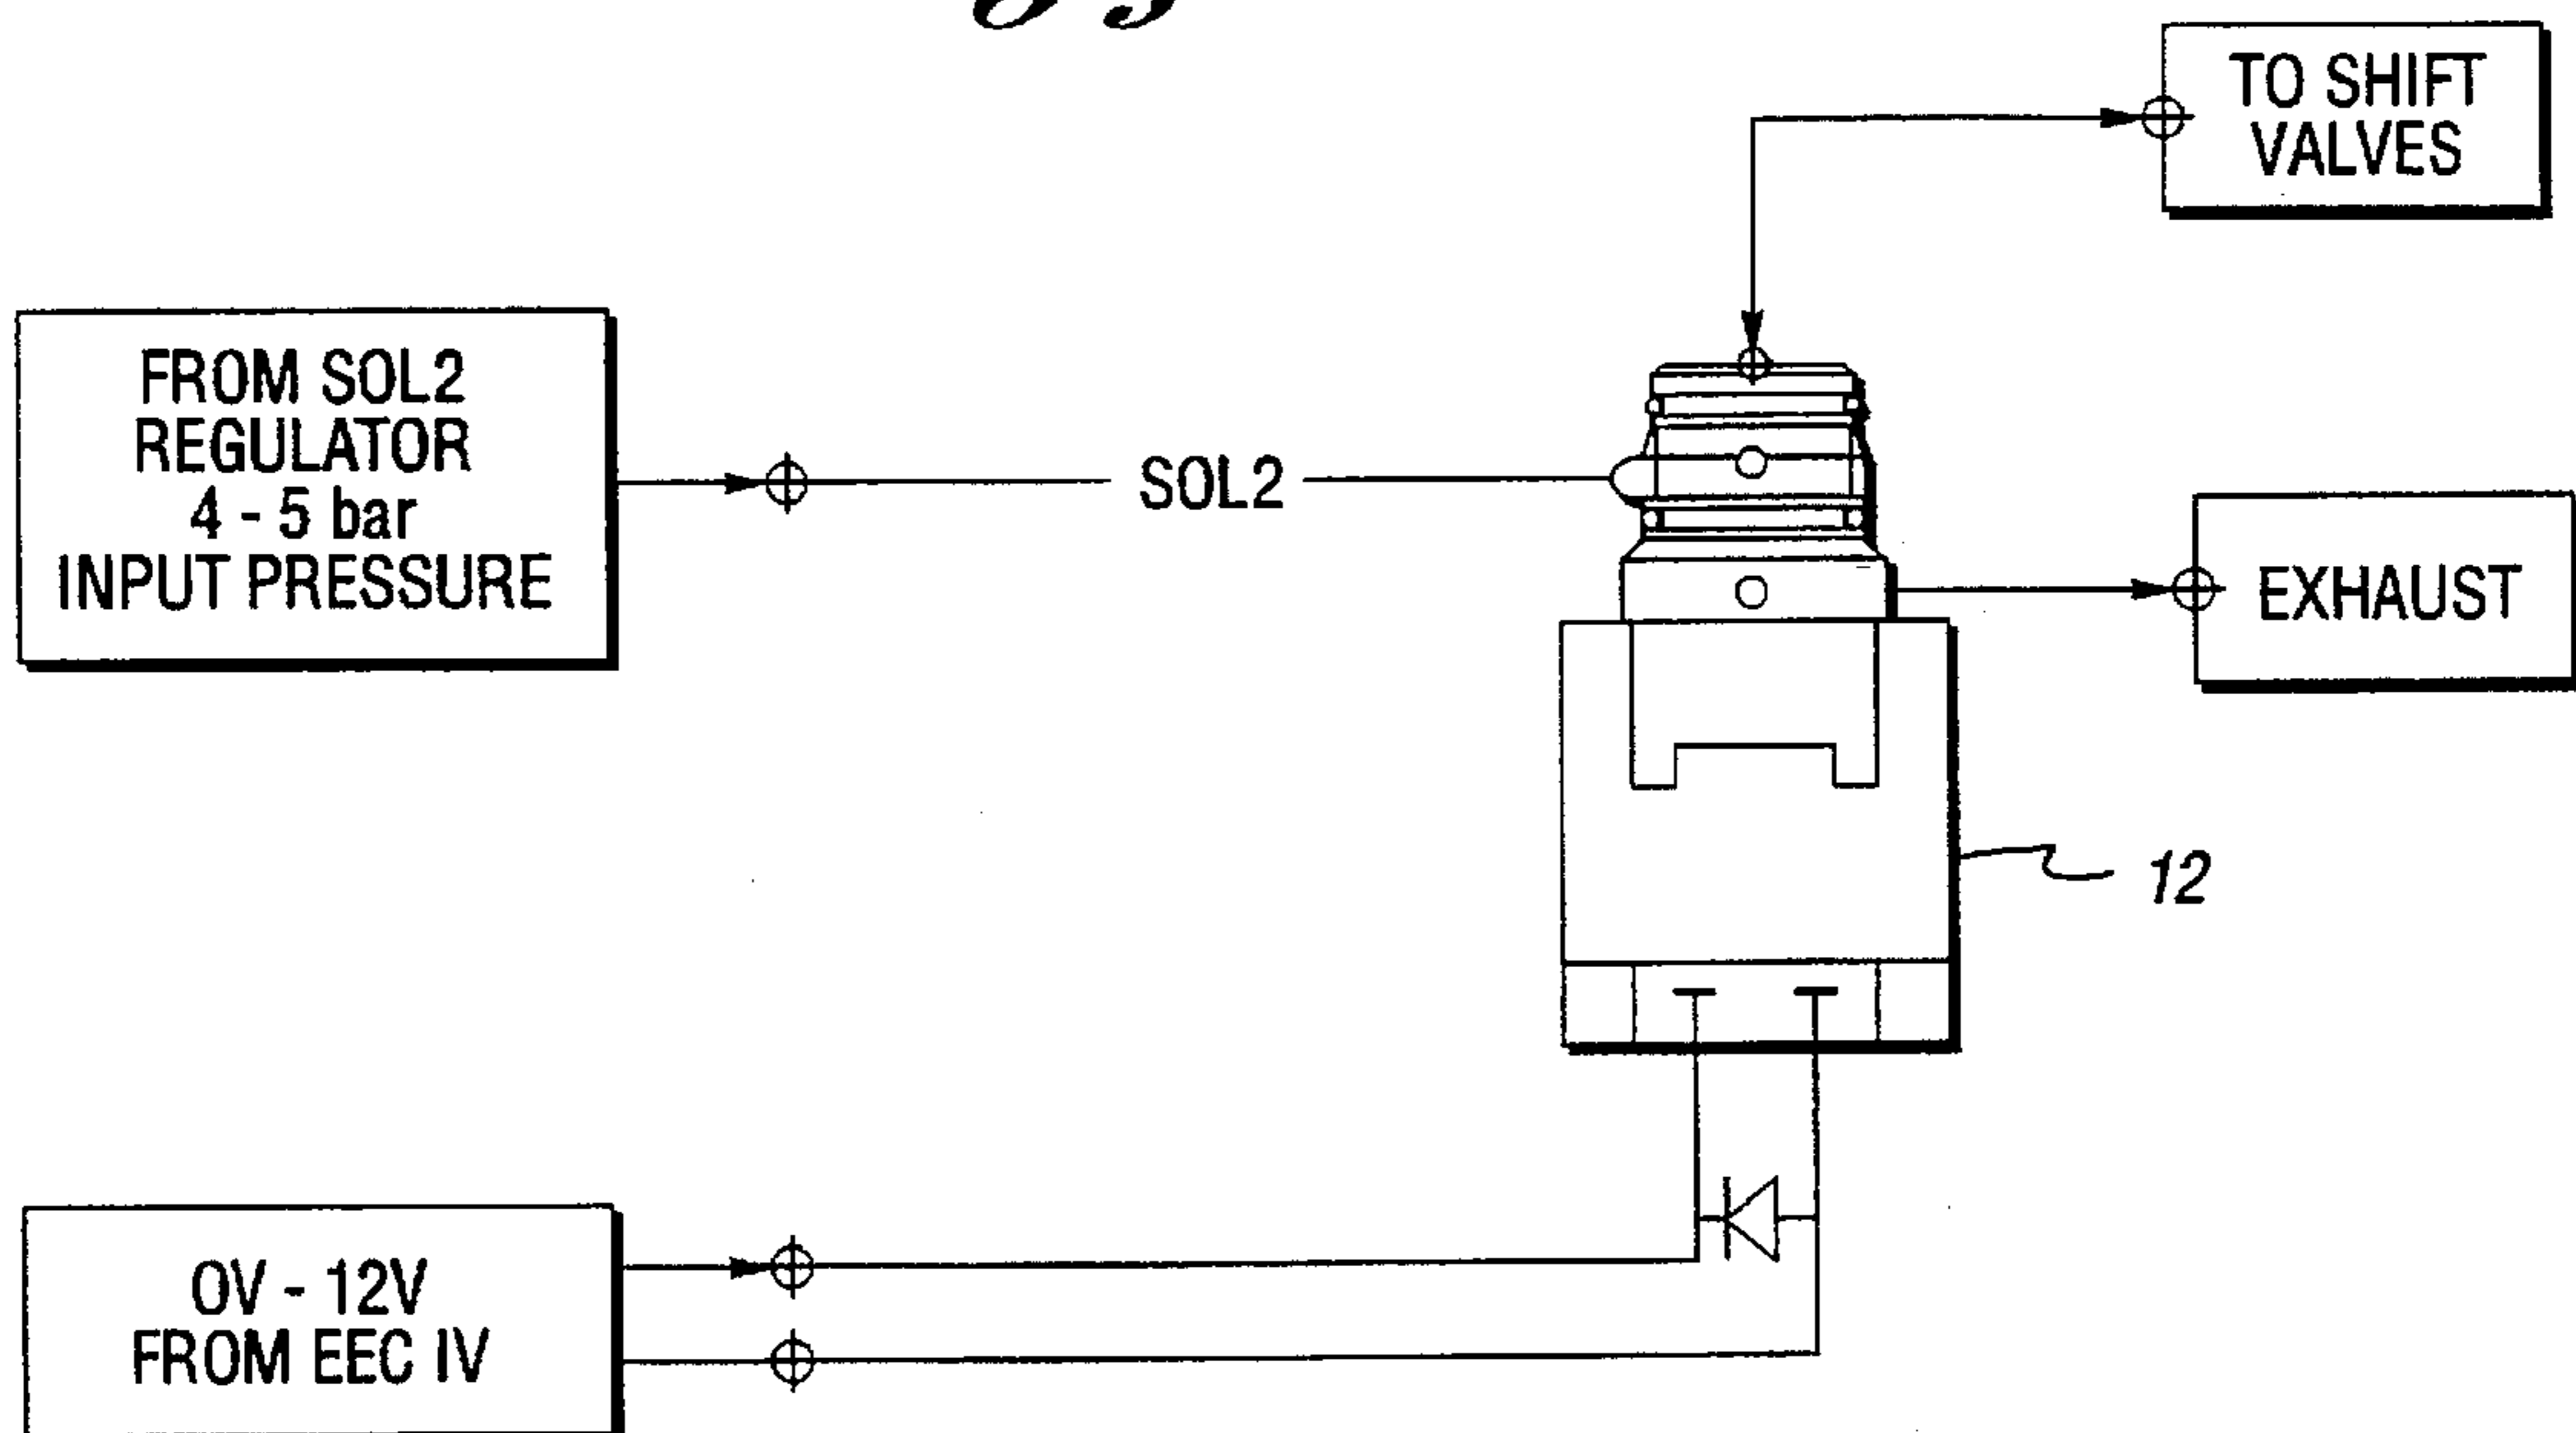 TO SHIFT
VALVES
FROM SOL2
REGULATOR
4 - 5 bar
INPUT PRESSURE
SOL2
EXHAUST
12
0V - 12V
FROM EEC IV